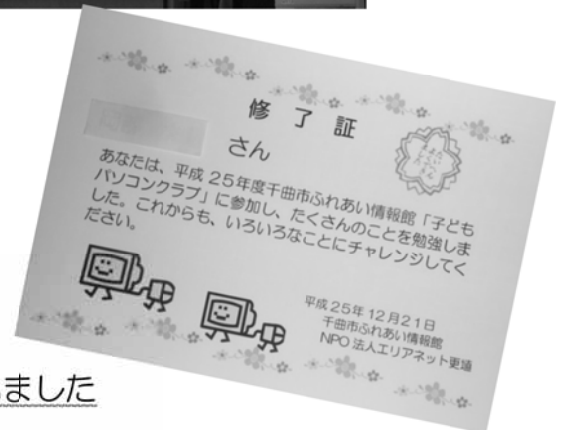 修了証
さん
あなたは、平成25年度千曲市ふれあい情報館「子ども
パソコンクラブ」に参加し、たくさんのことを勉強しま
した。これからも、いろいろなことにチャレンジしてく
ださい。
平成25年12月21日
千曲市ふれあい情報館
NPO法人エリアネット更埴
ました